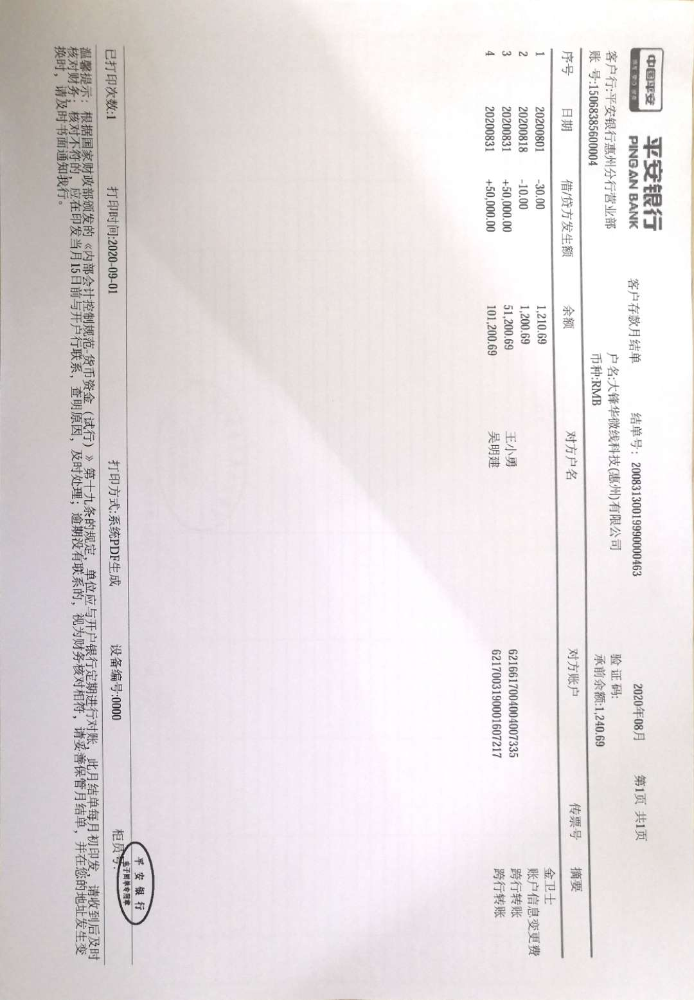 中国平安
保险·银行·投资
平安银行
PING AN BANK
客户存款月结单 结单号：20083130019990000463 2020年08月 第1页 共1页
客户行:平安银行惠州分行营业部 户名:大锋华微线科技(惠州)有限公司 验 证 码:
账 号:15068385600004 币种:RMB 承前余额:1,240.69
序号 日期 借/贷方发生额 余额 对方户名 对方账户 传票号 摘要
1 20200801 -30.00 1,210.69 金卫士
2 20200818 -10.00 1,200.69 账户信息变更费
3 20200831 +50,000.00 51,200.69 王小勇 6216617004004007335 跨行转账
4 20200831 +50,000.00 101,200.69 吴明建 6217003190001607217 跨行转账
平安银行
电子回单专用章
已打印次数:1 打印时间:2020-09-01 打印方式:系统PDF生成 设备编号:0000 柜员号:
温馨提示：根据国家财政部颁发的《内部会计控制规范-货币资金（试行）》第十九条的规定，单位应与开户银行定期进行对账，此月结单每月初印发，请收到后及时
核对财务；核对不符的，应在印发当月15日前与开户行联系，查明原因，及时处理；逾期没有联系的，视为财务核对相符，请妥善保管月结单，并在您的地址发生变
换时，请及时书面通知我行。